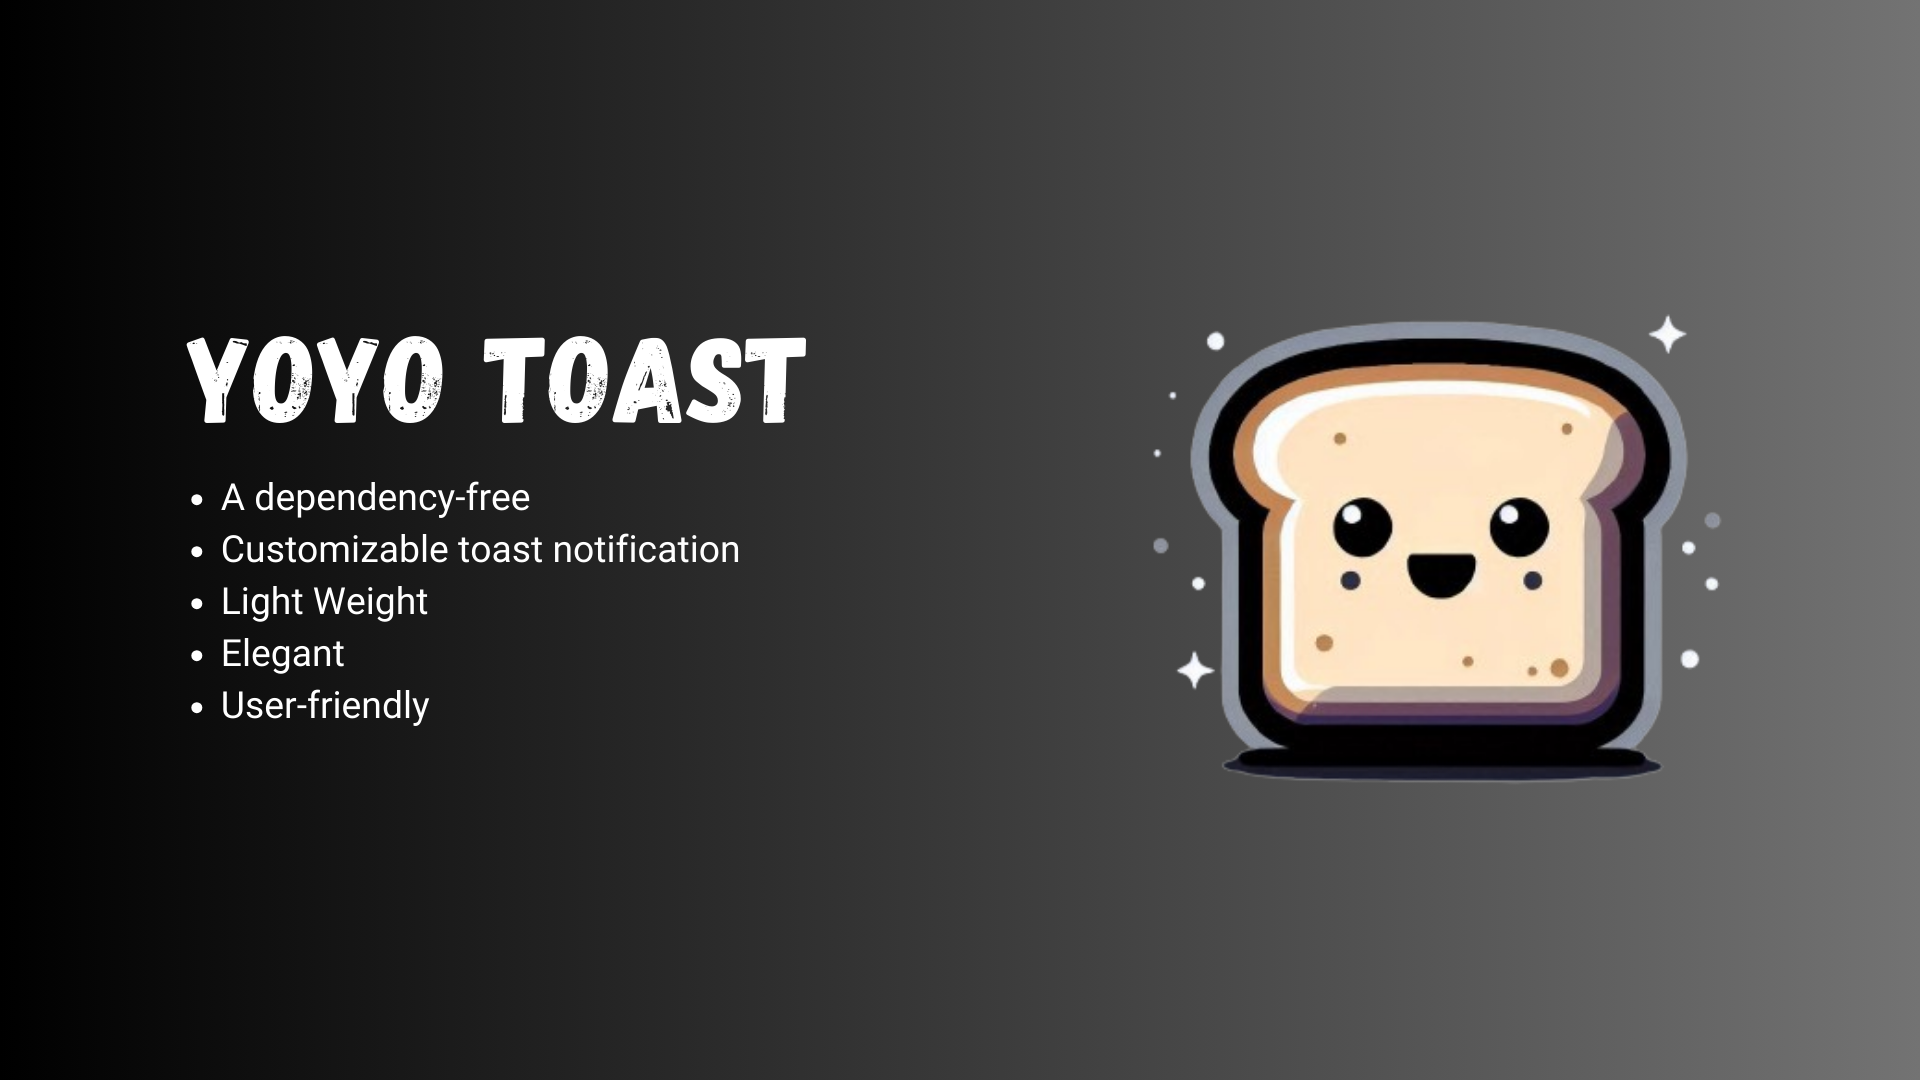 YOYO TOAST
• A dependency-free
• Customizable toast notification
• Light Weight
• Elegant
• User-friendly